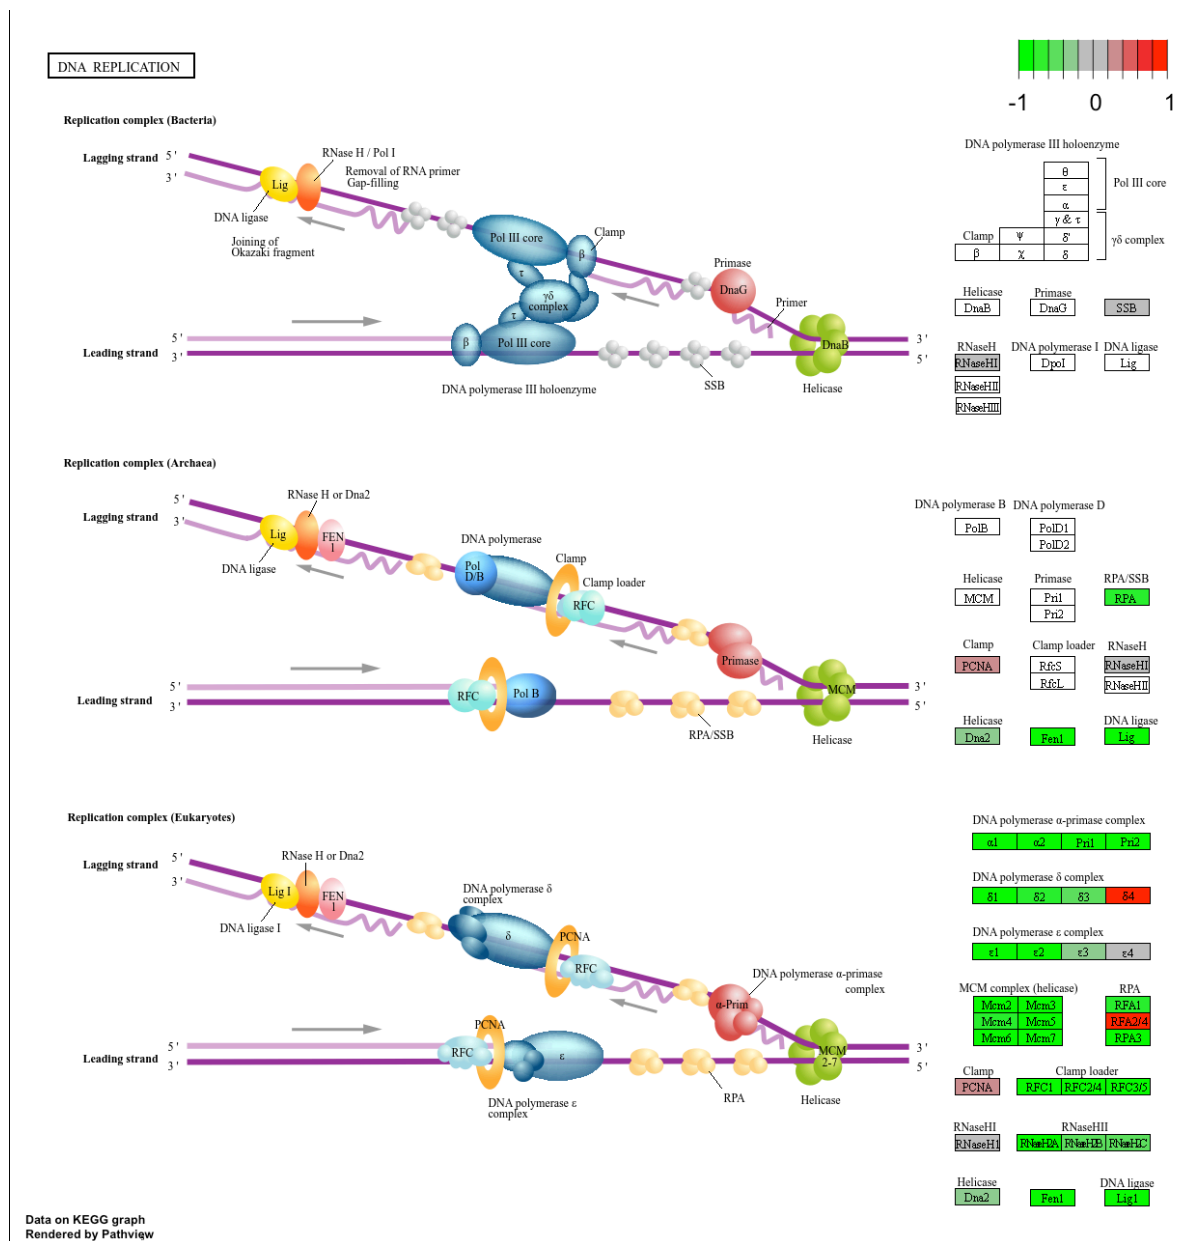 DNA REPLICATION
-1 0 1
Replication complex (Bacteria)
Lagging strand
5 '
3 '
RNase H / Pol I
Removal of RNA primer
Gap-filling
Lig
DNA ligase
Joining of
Okazaki fragment
Pol III core
Clamp
β
τ
γδ
complex
τ
Primase
DnaG
Primer
β
Pol III core
DnaB
5 '
3 '
Leading strand
3 '
5 '
SSB
Helicase
DNA polymerase III holoenzyme
DNA polymerase III holoenzyme
θ
ε
α
Pol III core
γ & τ
Clamp
ψ
δ'
γδ complex
β
χ
δ
Helicase
Primase
DnaB
DnaG
SSB
RNaseH
DNA polymerase I
DNA ligase
RNaseHI
DpoI
Lig
RNaseHII
RNaseHIII
Replication complex (Archaea)
Lagging strand
5 '
3 '
RNase H or Dna2
Lig
FEN
1
DNA ligase
DNA polymerase
Pol
D/B
Clamp
Clamp loader
RFC
Primase
MCM
5 '
3 '
Leading strand
RFC
Pol B
3 '
5 '
RPA/SSB
Helicase
DNA polymerase B
DNA polymerase D
PolB
PolD1
PolD2
Helicase
Primase
RPA/SSB
MCM
Pri1
RPA
Pri2
Clamp
Clamp loader
RNaseH
PCNA
RfcS
RNaseHI
RfcL
RNaseHII
Helicase
DNA ligase
Dna2
Fen1
Lig
Replication complex (Eukaryotes)
Lagging strand
5 '
3 '
RNase H or Dna2
Lig I
FEN
1
DNA ligase I
DNA polymerase δ
complex
δ
PCNA
RFC
DNA polymerase α-primase
complex
α-Prim
MCM
2-7
5 '
3 '
Leading strand
PCNA
RFC
ε
3 '
5 '
DNA polymerase ε
complex
RPA
Helicase
DNA polymerase α-primase complex
α1 α2 Pri1 Pri2
DNA polymerase δ complex
δ1 δ2 δ3 δ4
DNA polymerase ε complex
ε1 ε2 ε3 ε4
MCM complex (helicase)
RPA
Mcm2 Mcm3 RFA1
Mcm4 Mcm5 RFA2/4
Mcm6 Mcm7 RPA3
Clamp
Clamp loader
PCNA
RFC1 RFC2/4 RFC3/5
RNaseHI
RNaseHII
RNaseH1
RNaseH2A RNaseH2B RNaseH2C
Helicase
DNA ligase
Dna2
Fen1
Lig1
Data on KEGG graph
Rendered by Pathview